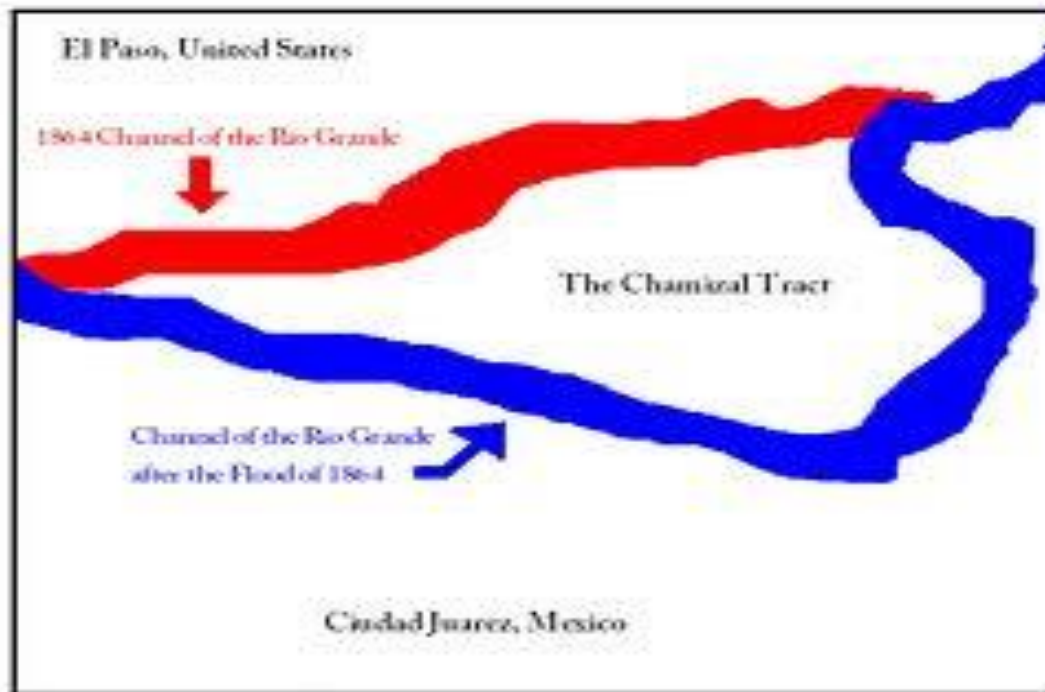 El Paso, United States
1864 Channel of the Rio Grande
The Chamizal Tract
Channel of the Rio Grande
after the Flood of 1864
Ciudad Juarez, Mexico